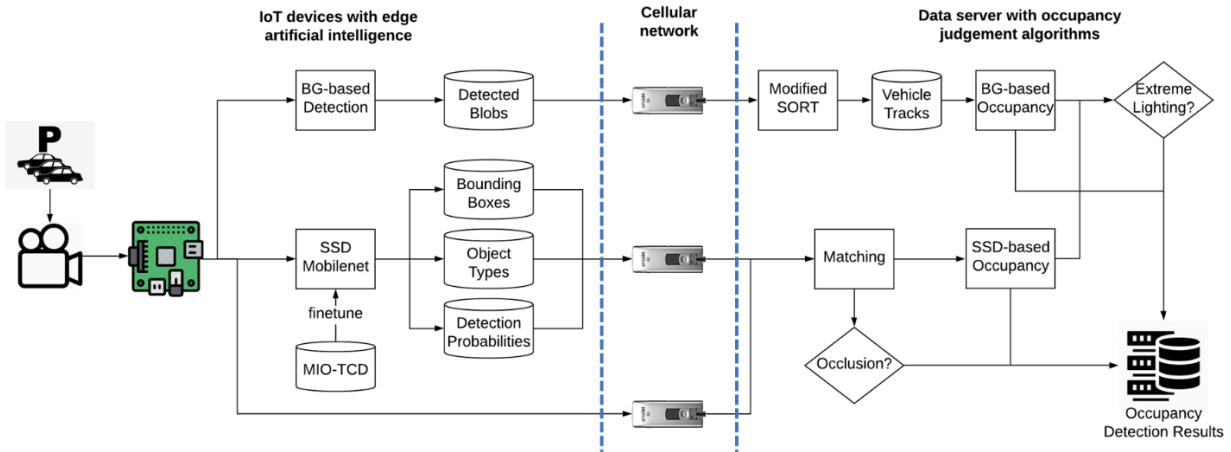 IoT devices with edge
artificial intelligence
Cellular
network
Data server with occupancy
judgement algorithms
P
BG-based
Detection
Detected
Blobs
Modified
SORT
Vehicle
Tracks
BG-based
Occupancy
Extreme
Lighting?
Bounding
Boxes
SSD
Mobilenet
Object
Types
Matching
SSD-based
Occupancy
finetune
Detection
Probabilities
MIO-TCD
Occlusion?
Occupancy
Detection Results